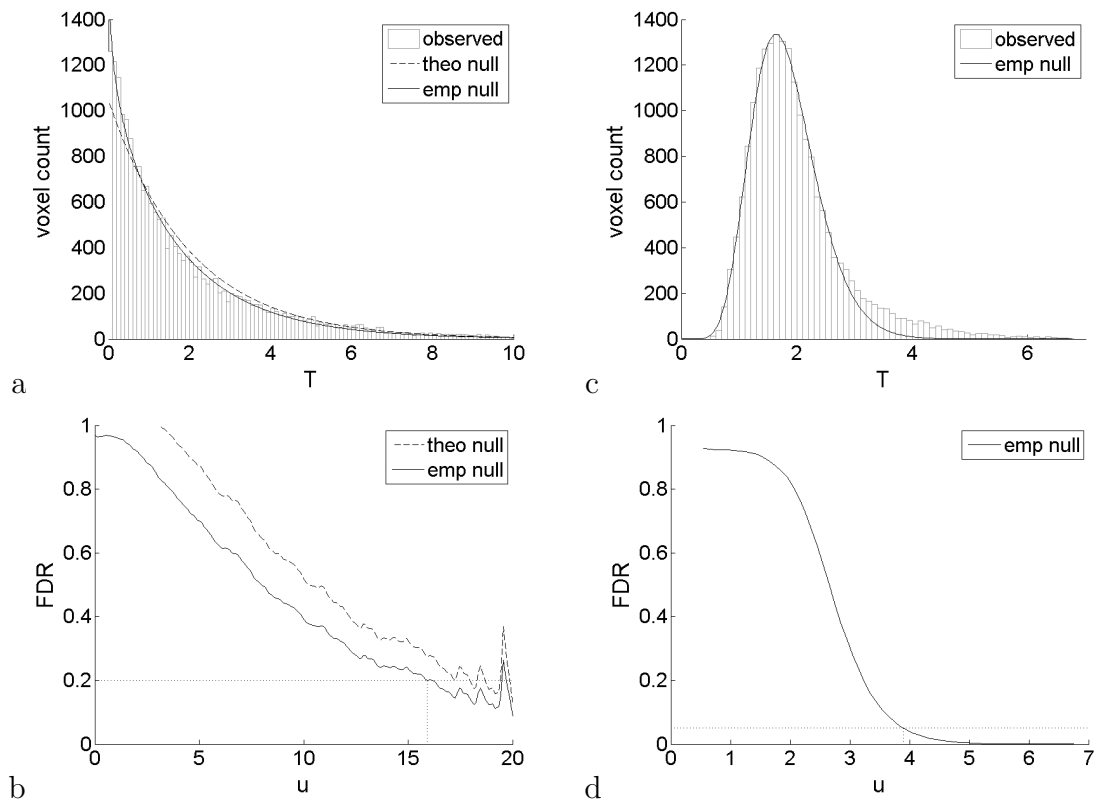 1400
1200
1000
800
600
400
200
0
voxel count
observed
theo null
emp null
0 2 4 6 8 10
T
a
1400
1200
1000
800
600
400
200
0
voxel count
observed
emp null
0 2 4 6
T
c
1
0.8
0.6
0.4
0.2
0
FDR
theo null
emp null
0 5 10 15 20
u
b
1
0.8
0.6
0.4
0.2
0
FDR
emp null
0 1 2 3 4 5 6 7
u
d